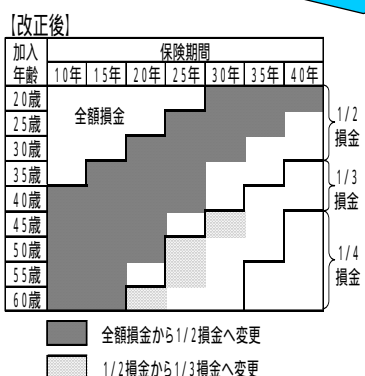 【改正後】
加入 保険期間
年齢 10年 15年 20年 25年 30年 35年 40年
20歳
25歳 全額損金 1/2
30歳 損金
35歳 1/3
40歳 損金
45歳
50歳 1/4
55歳 損金
60歳
全額損金から1/2損金へ変更
1/2損金から1/3損金へ変更